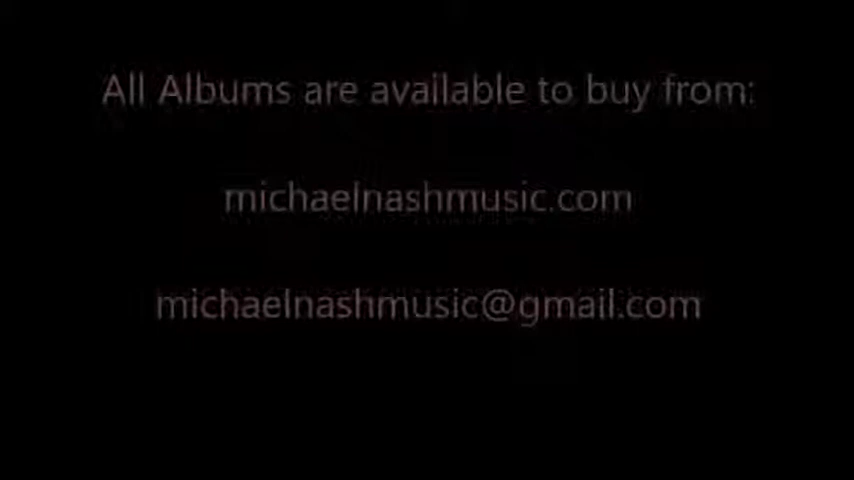 All Albums are available to buy from:
michaelnashmusic.com
michaelnashmusic@gmail.com